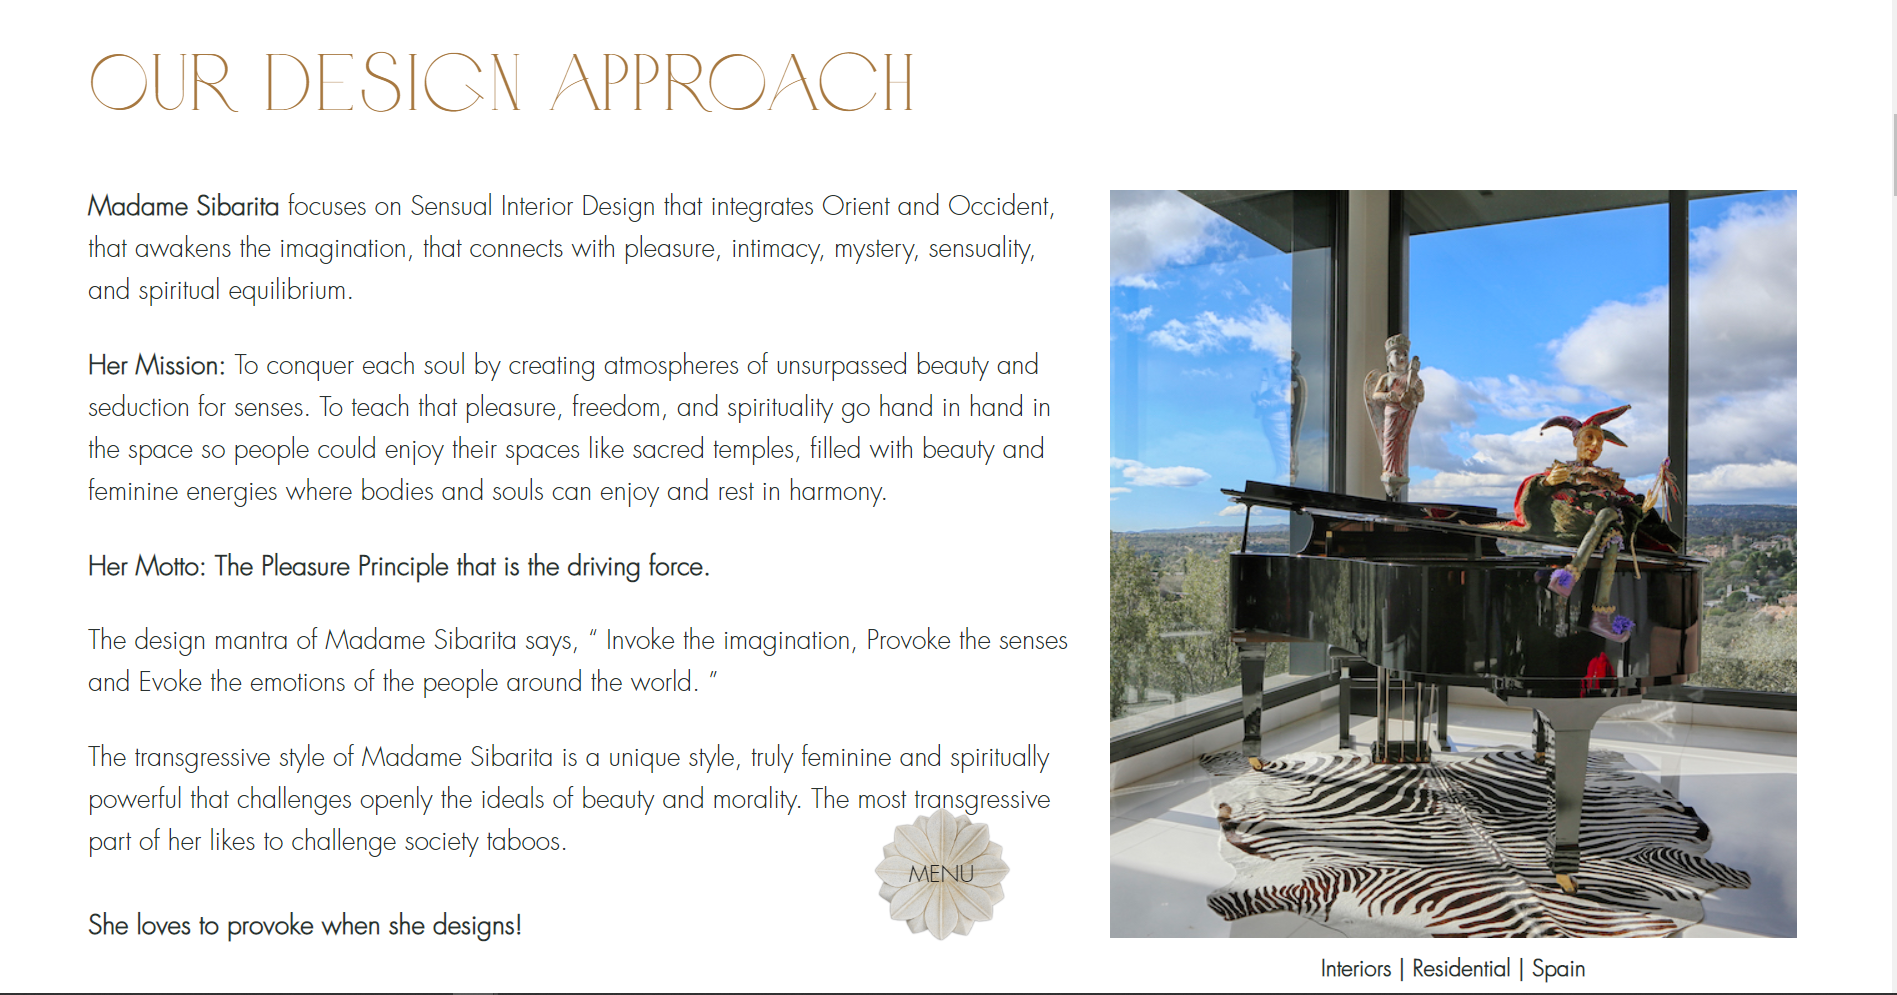 OUR DESIGN APPROACH
Madame Sibarita focuses on Sensual Interior Design that integrates Orient and Occident,
that awakens the imagination, that connects with pleasure, intimacy, mystery, sensuality,
and spiritual equilibrium.
Her Mission: To conquer each soul by creating atmospheres of unsurpassed beauty and
seduction for senses. To teach that pleasure, freedom, and spirituality go hand in hand in
the space so people could enjoy their spaces like sacred temples, filled with beauty and
feminine energies where bodies and souls can enjoy and rest in harmony.
Her Motto: The Pleasure Principle that is the driving force.
The design mantra of Madame Sibarita says, “ Invoke the imagination, Provoke the senses
and Evoke the emotions of the people around the world. ”
The transgressive style of Madame Sibarita is a unique style, truly feminine and spiritually
powerful that challenges openly the ideals of beauty and morality. The most transgressive
part of her likes to challenge society taboos.
MENU
She loves to provoke when she designs!
Interiors | Residential | Spain